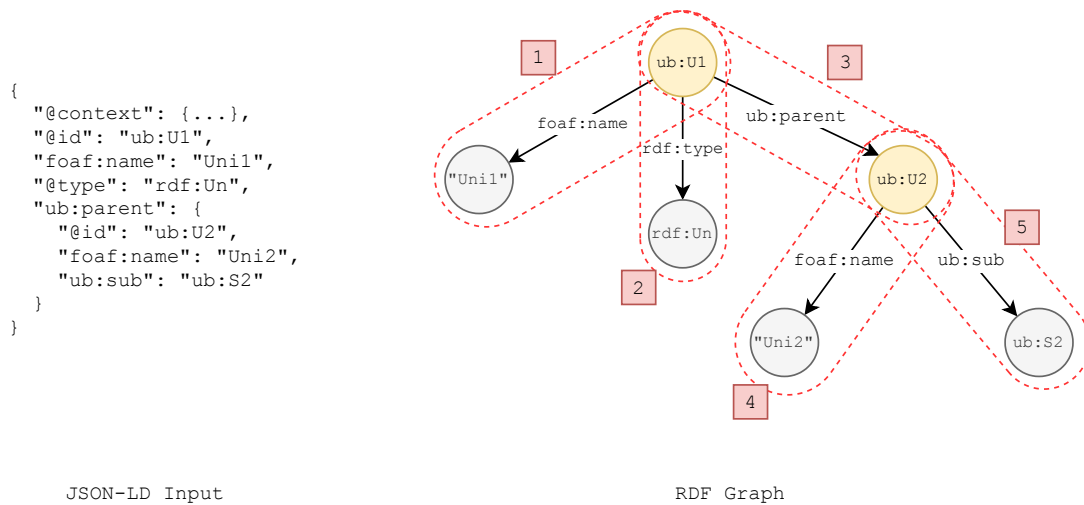 {
  "@context": {...},
  "@id": "ub:U1",
  "foaf:name": "Uni1",
  "@type": "rdf:Un",
  "ub:parent": {
    "@id": "ub:U2",
    "foaf:name": "Uni2",
    "ub:sub": "ub:S2"
  }
}
JSON-LD Input
1
ub:U1
3
foaf:name
ub:parent
rdf:type
"Uni1"
ub:U2
rdf:Un
5
2
foaf:name
ub:sub
"Uni2"
ub:S2
4
RDF Graph